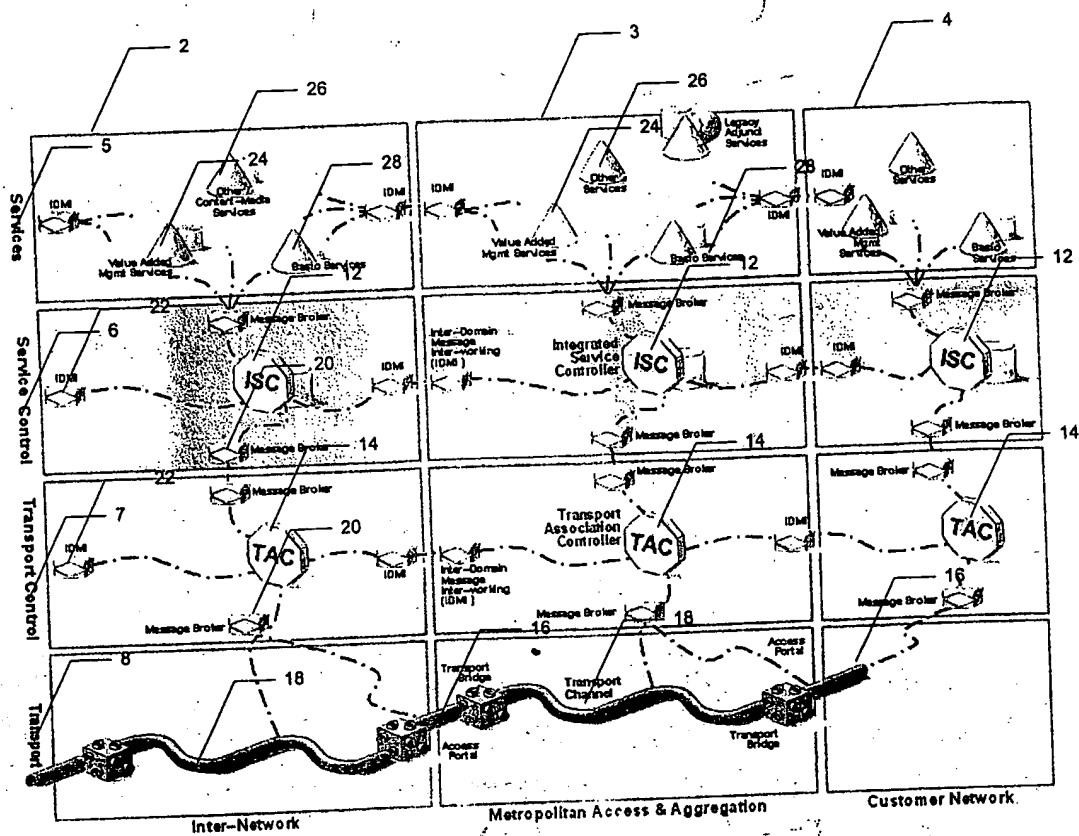 2
3
4
26
26
5
24
24
Legacy
Adjunct
Services
28
28
Services
IDMI
Other
Content-Media
Services
IDMI
IDMI
Other
Services
IDMI
IDMI
Other
Services
Value Added
Mgmt Services
Basic Services
Value Added
Mgmt Services
Basic Services
Value Added
Mgmt
Services
Basic
Services
12
12
12
22
Message Broker
Message Broker
Message Broker
6
Service Control
IDMI
ISC
20
IDMI
Inter-Domain
Message
Inter-working
(IDMI)
Integrated
Service
Controller
ISC
IDMI
IDMI
ISC
Message Broker
Message Broker
Message Broker
14
14
14
22
Message Broker
Message Broker
Message Broker
7
Transport Control
IDMI
TAC
20
IDMI
Inter-Domain
Message
Inter-working
(IDMI)
Transport
Association
Controller
TAC
IDMI
TAC
16
Message Broker
Message Broker
Message Broker
16
18
8
Transport
18
Transport
Bridge
Transport
Channel
Access
Portal
Access
Portal
Transport
Bridge
Inter-Network
Metropolitan Access & Aggregation
Customer Network